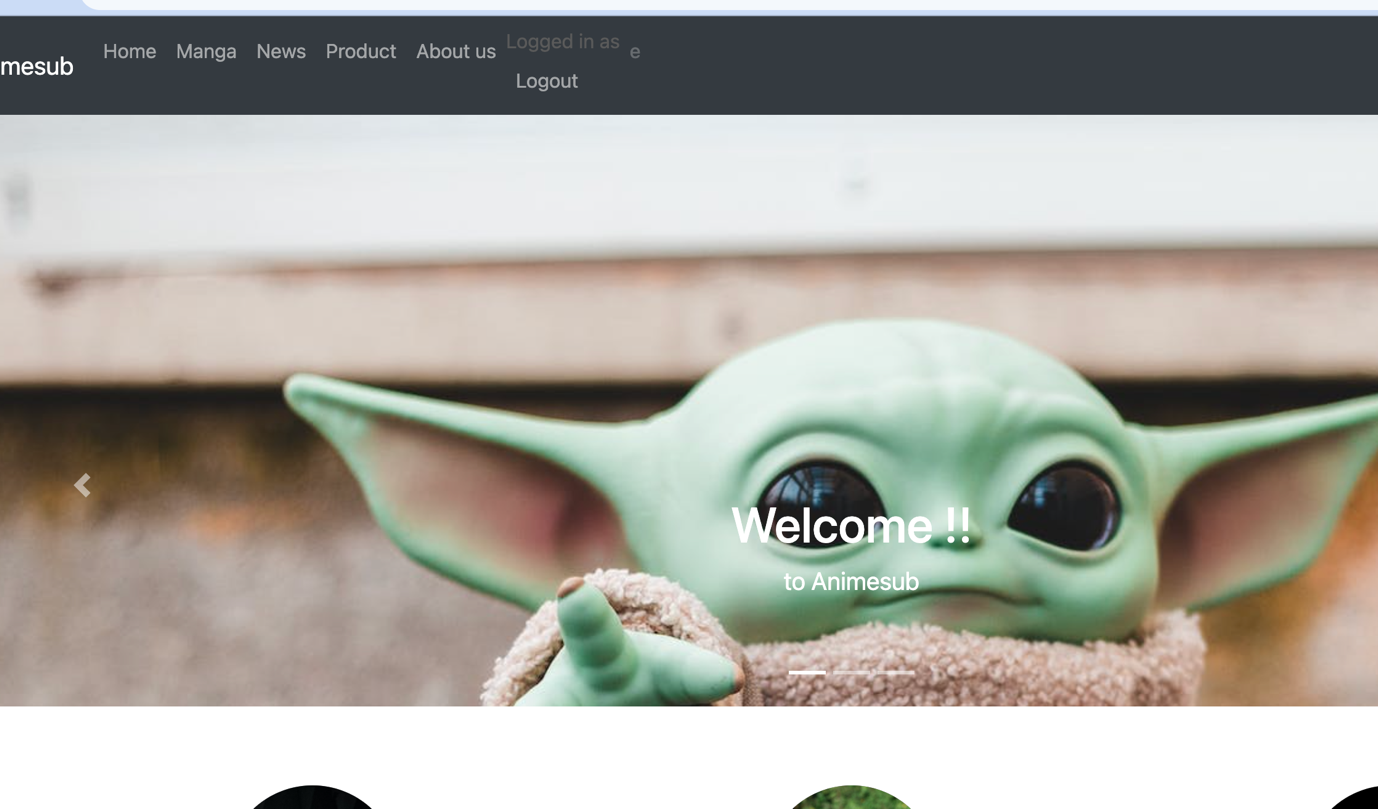 mesub Home Manga News Product About us Logged in as e
Logout
Welcome !!
to Animesub